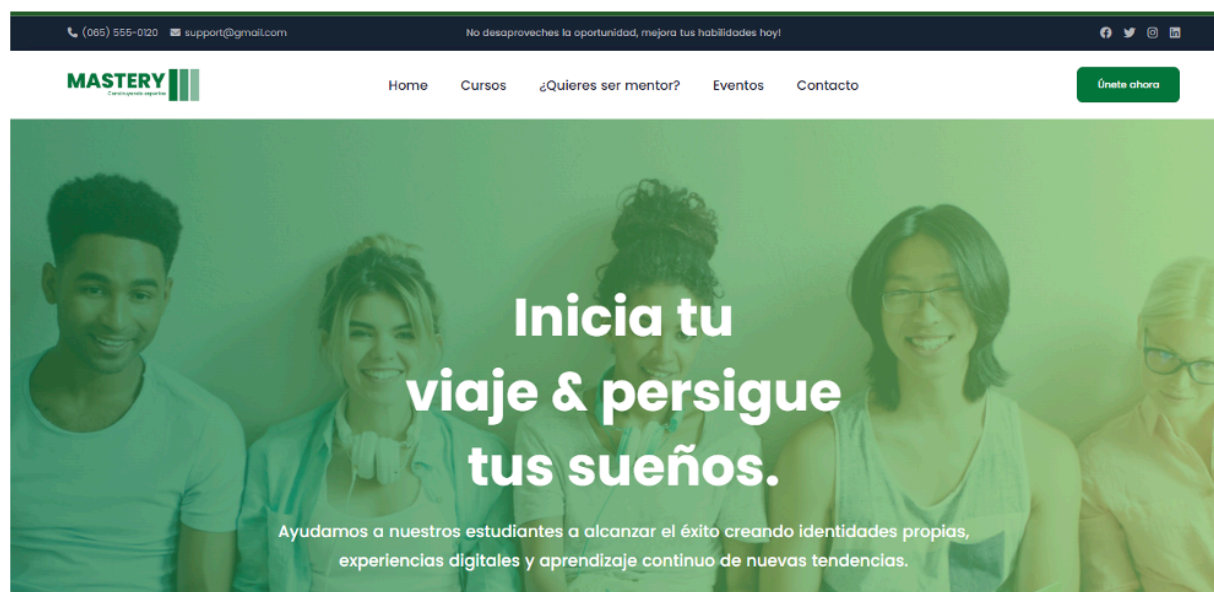 (065) 555-0120 support@gmail.com No desaproveches la oportunidad, mejora tus habilidades hoy!
MASTERY
Construyendo expertos
Home Cursos ¿Quieres ser mentor? Eventos Contacto
Únete ahora
Inicia tu
viaje & persigue
tus sueños.
Ayudamos a nuestros estudiantes a alcanzar el éxito creando identidades propias,
experiencias digitales y aprendizaje continuo de nuevas tendencias.